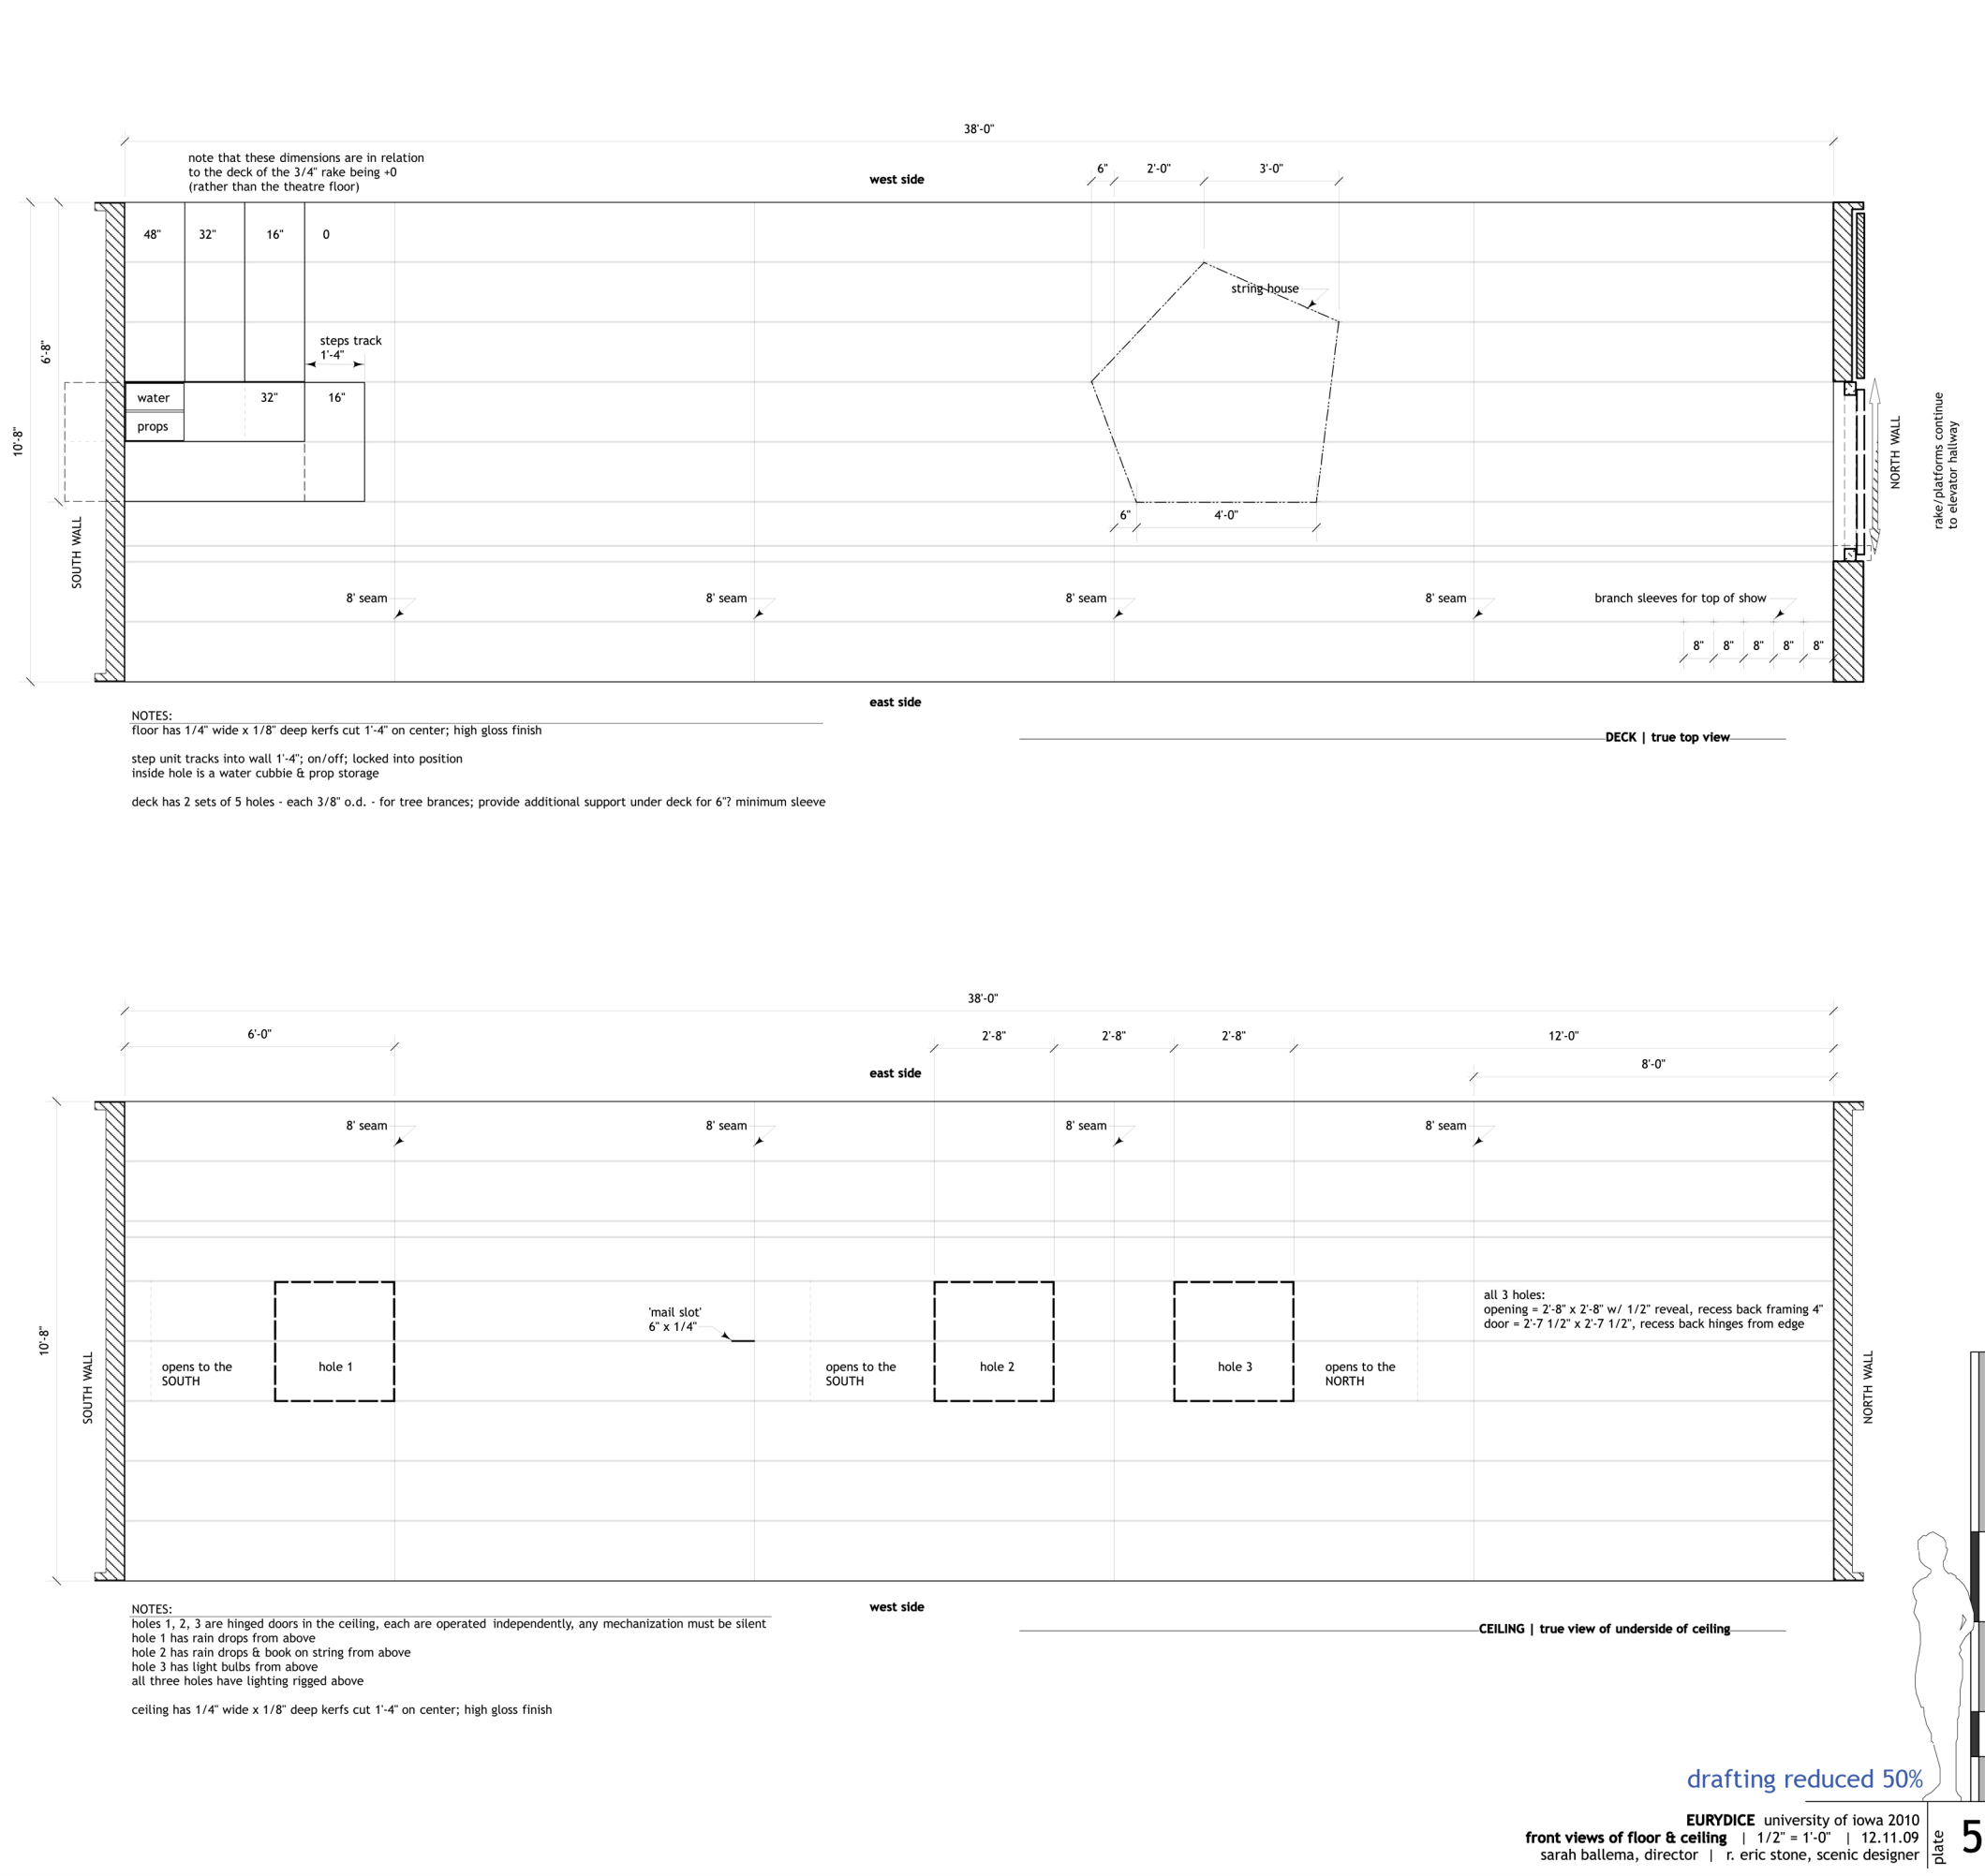 38'-0"
note that these dimensions are in relation
to the deck of the 3/4" rake being +0
(rather than the theatre floor)
west side
6" 2'-0" 3'-0"
48" 32" 16" 0
string house
6'-8"
steps track
1'-4"
water 32" 16"
props
10'-8"
SOUTH WALL
NORTH WALL
rake/platforms continue
to elevator hallway
6" 4'-0"
8' seam 8' seam 8' seam 8' seam branch sleeves for top of show
8" 8" 8" 8" 8"
east side
NOTES:
floor has 1/4" wide x 1/8" deep kerfs cut 1'-4" on center; high gloss finish
DECK | true top view
step unit tracks into wall 1'-4"; on/off; locked into position
inside hole is a water cubbie & prop storage
deck has 2 sets of 5 holes - each 3/8" o.d. - for tree brances; provide additional support under deck for 6"? minimum sleeve
38'-0"
6'-0" 2'-8" 2'-8" 2'-8" 12'-0"
8'-0"
east side
8' seam 8' seam 8' seam 8' seam
all 3 holes:
opening = 2'-8" x 2'-8" w/ 1/2" reveal, recess back framing 4"
door = 2'-7 1/2" x 2'-7 1/2", recess back hinges from edge
'mail slot'
6" x 1/4"
10'-8"
SOUTH WALL
opens to the
SOUTH
hole 1
opens to the
SOUTH
hole 2
hole 3
opens to the
NORTH
NORTH WALL
west side
NOTES:
holes 1, 2, 3 are hinged doors in the ceiling, each are operated independently, any mechanization must be silent
hole 1 has rain drops from above
hole 2 has rain drops & book on string from above
hole 3 has light bulbs from above
all three holes have lighting rigged above
CEILING | true view of underside of ceiling
ceiling has 1/4" wide x 1/8" deep kerfs cut 1'-4" on center; high gloss finish
drafting reduced 50%
EURYDICE university of iowa 2010
front views of floor & ceiling | 1/2" = 1'-0" | 12.11.09
sarah ballema, director | r. eric stone, scenic designer
plate 5